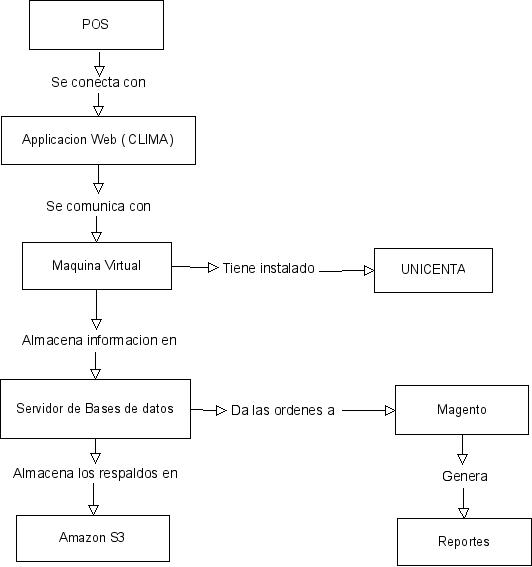 POS
Se conecta con
Applicacion Web ( CLIMA)
Se comunica con
Maquina Virtual
Tiene instalado
UNICENTA
Almacena informacion en
Servidor de Bases de datos
Da las ordenes a
Magento
Almacena los respaldos en
Genera
Amazon S3
Reportes